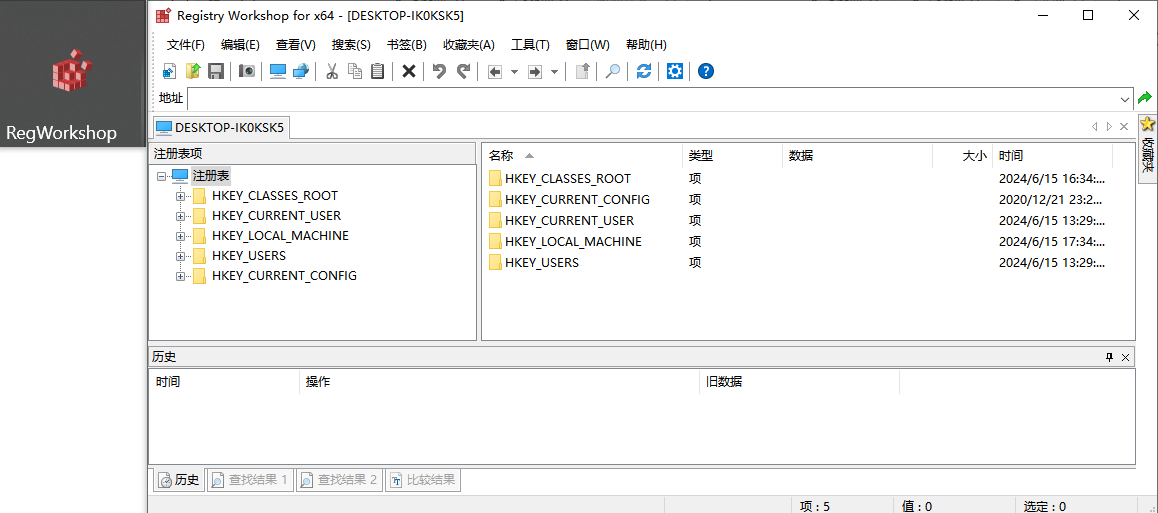 RegWorkshop
Registry Workshop for x64 - [DESKTOP-IK0KSK5]
文件(F) 编辑(E) 查看(V) 搜索(S) 书签(B) 收藏夹(A) 工具(T) 窗口(W) 帮助(H)
地址
DESKTOP-IK0KSK5
收藏夹
注册表项
注册表
HKEY_CLASSES_ROOT
HKEY_CURRENT_USER
HKEY_LOCAL_MACHINE
HKEY_USERS
HKEY_CURRENT_CONFIG
名称 类型 数据 大小 时间
HKEY_CLASSES_ROOT 项 2024/6/15 16:34:...
HKEY_CURRENT_CONFIG 项 2020/12/21 23:2...
HKEY_CURRENT_USER 项 2024/6/15 13:29:...
HKEY_LOCAL_MACHINE 项 2024/6/15 17:34:...
HKEY_USERS 项 2024/6/15 13:29:...
历史
时间 操作 旧数据
历史 查找结果 1 查找结果 2 比较结果
项 : 5 值 : 0 选定 : 0